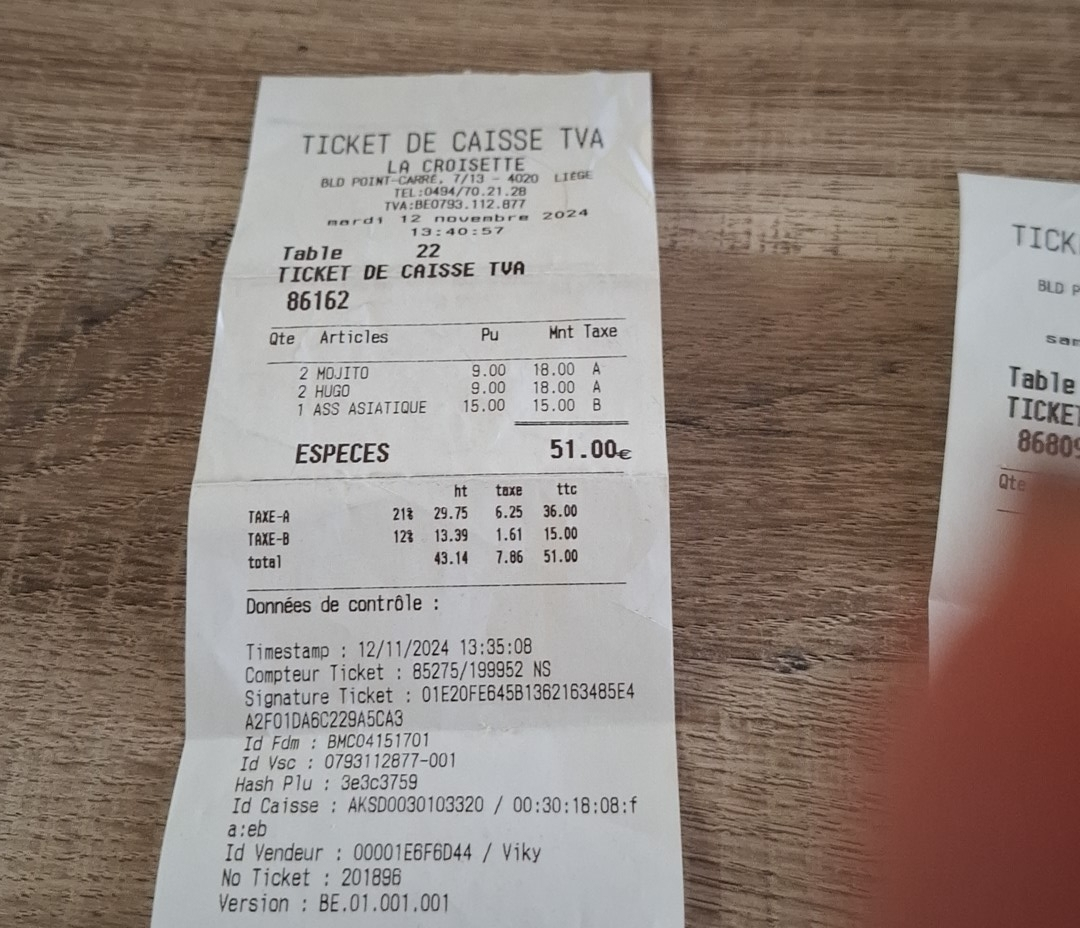 TICKET DE CAISSE TVA
LA CROISETTE
BLD POINT-CARRE, 7/13 - 4020 LIEGE
TEL:0494/70.21.28
TVA:BE0793.112.877
mardi 12 novembre 2024
13:40:57
Table 22
TICKET DE CAISSE TVA
86162
Qte Articles Pu Mnt Taxe
2 MOJITO 9.00 18.00 A
2 HUGO 9.00 18.00 A
1 ASS ASIATIQUE 15.00 15.00 B
ESPECES 51.00€
ht taxe ttc
TAXE-A 21% 29.75 6.25 36.00
TAXE-B 12% 13.39 1.61 15.00
total 43.14 7.86 51.00
Données de contrôle :
Timestamp : 12/11/2024 13:35:08
Compteur Ticket : 85275/199952 NS
Signature Ticket : 01E20FE645B1362163485E4
A2F01DA6C229A5CA3
Id Fdm : BMC04151701
Id Vsc : 0793112877-001
Hash Plu : 3e3c3759
Id Caisse : AKSD0030103320 / 00:30:18:08:f
a:eb
Id Vendeur : 00001E6F6D44 / Viky
No Ticket : 201896
Version : BE.01.001.001
TICK
BLD P
sam
Table
TICKET
86809
Qte